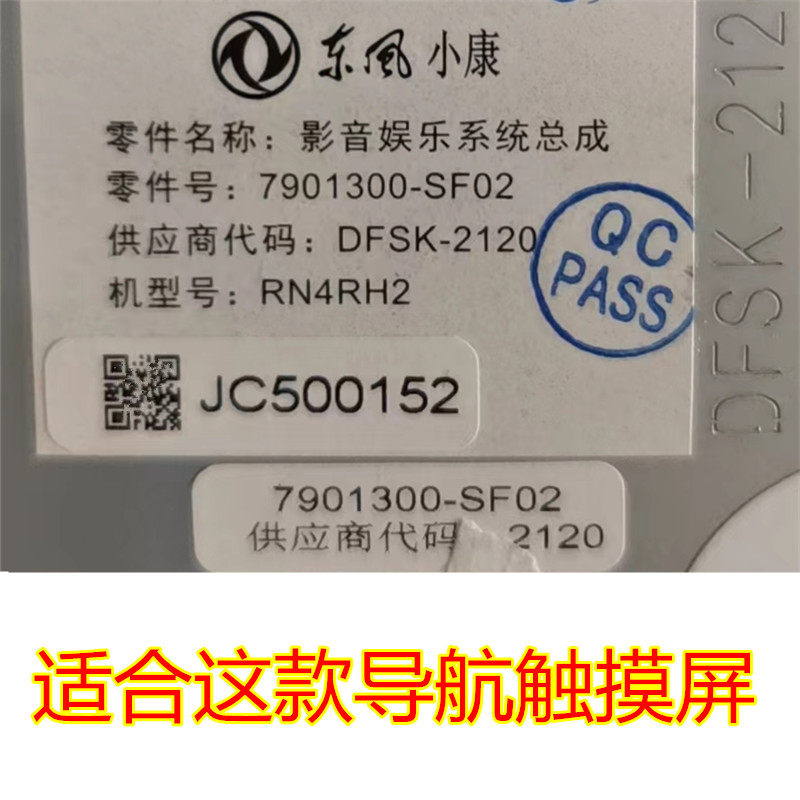 东风小康
零件名称：影音娱乐系统总成
零件号：7901300-SF02
供应商代码：DFSK-2120
机型号：RN4RH2
QC
PASS
JC500152
DFSK-212
7901300-SF02
供应商代码 2120
适合这款导航触摸屏